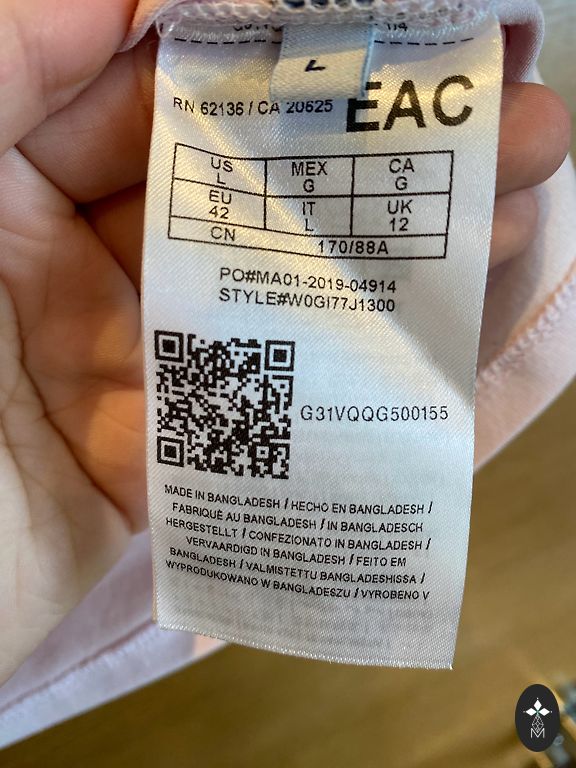 1/4
L
RN 62136 / CA 20625
EAC
US MEX CA
L G G
EU IT UK
42 L 12
CN 170/88A
PO#MA01-2019-04914
STYLE#W0GI77J1300
G31VQQG500155
MADE IN BANGLADESH / HECHO EN BANGLADESH /
FABRIQUÉ AU BANGLADESH / IN BANGLADESCH
HERGESTELLT / CONFEZIONATO IN BANGLADESH /
VERVAARDIGD IN BANGLADESH / FEITO EM
BANGLADESH / VALMISTETTU BANGLADESHISSA /
WYPRODUKOWANO W BANGLADESZU / VYROBENO V
M